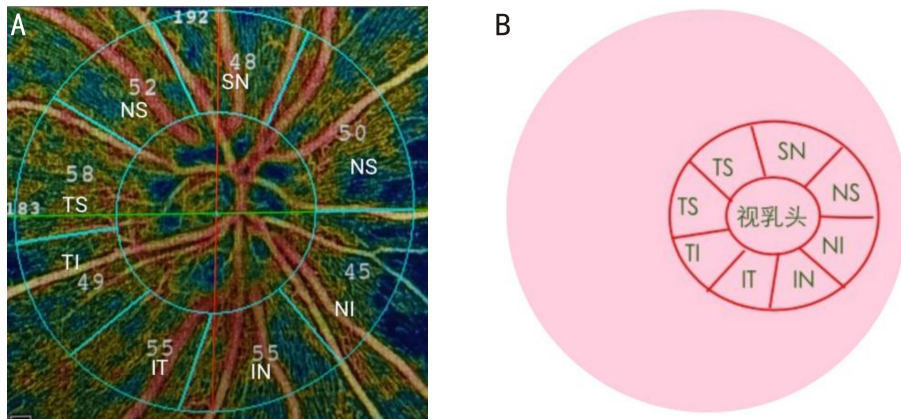 A
192
48
SN
52
NS
50
NS
58
TS
183
TI
49
45
NI
55
IT
55
IN
B
SN
TS
NS
TS
视乳头
TI
NI
IT
IN